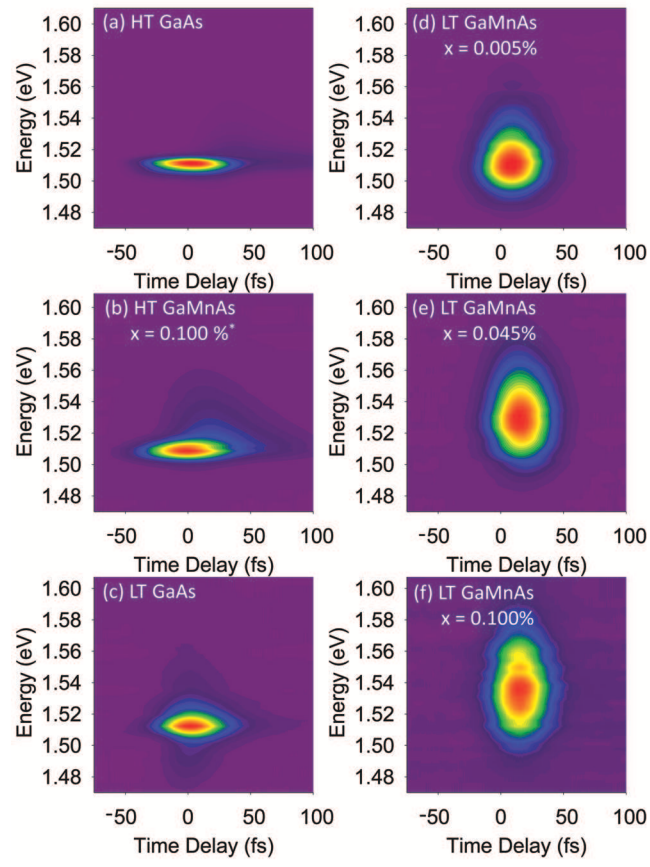 (a) HT GaAs
Energy (eV)
1.60
1.58
1.56
1.54
1.52
1.50
1.48
-50 0 50 100
Time Delay (fs)
(d) LT GaMnAs
x = 0.005%
Energy (eV)
1.60
1.58
1.56
1.54
1.52
1.50
1.48
-50 0 50 100
Time Delay (fs)
(b) HT GaMnAs
x = 0.100 %*
Energy (eV)
1.60
1.58
1.56
1.54
1.52
1.50
1.48
-50 0 50 100
Time Delay (fs)
(e) LT GaMnAs
x = 0.045%
Energy (eV)
1.60
1.58
1.56
1.54
1.52
1.50
1.48
-50 0 50 100
Time Delay (fs)
(c) LT GaAs
Energy (eV)
1.60
1.58
1.56
1.54
1.52
1.50
1.48
-50 0 50 100
Time Delay (fs)
(f) LT GaMnAs
x = 0.100%
Energy (eV)
1.60
1.58
1.56
1.54
1.52
1.50
1.48
-50 0 50 100
Time Delay (fs)